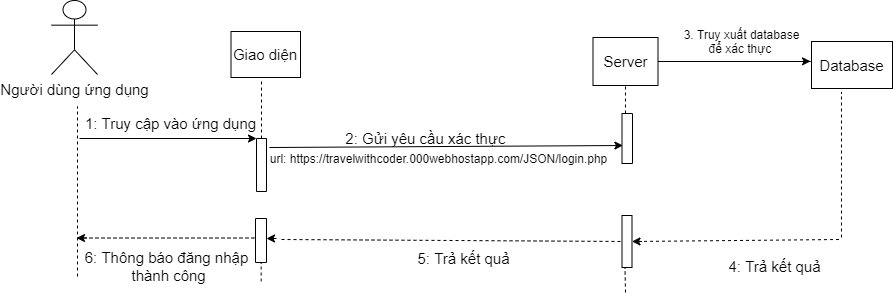 Người dùng ứng dụng
Giao diện
Server
3. Truy xuất database
để xác thực
Database
1: Truy cập vào ứng dụng
2: Gửi yêu cầu xác thực
url: https://travelwithcoder.000webhostapp.com/JSON/login.php
6: Thông báo đăng nhập
thành công
5: Trả kết quả
4: Trả kết quả